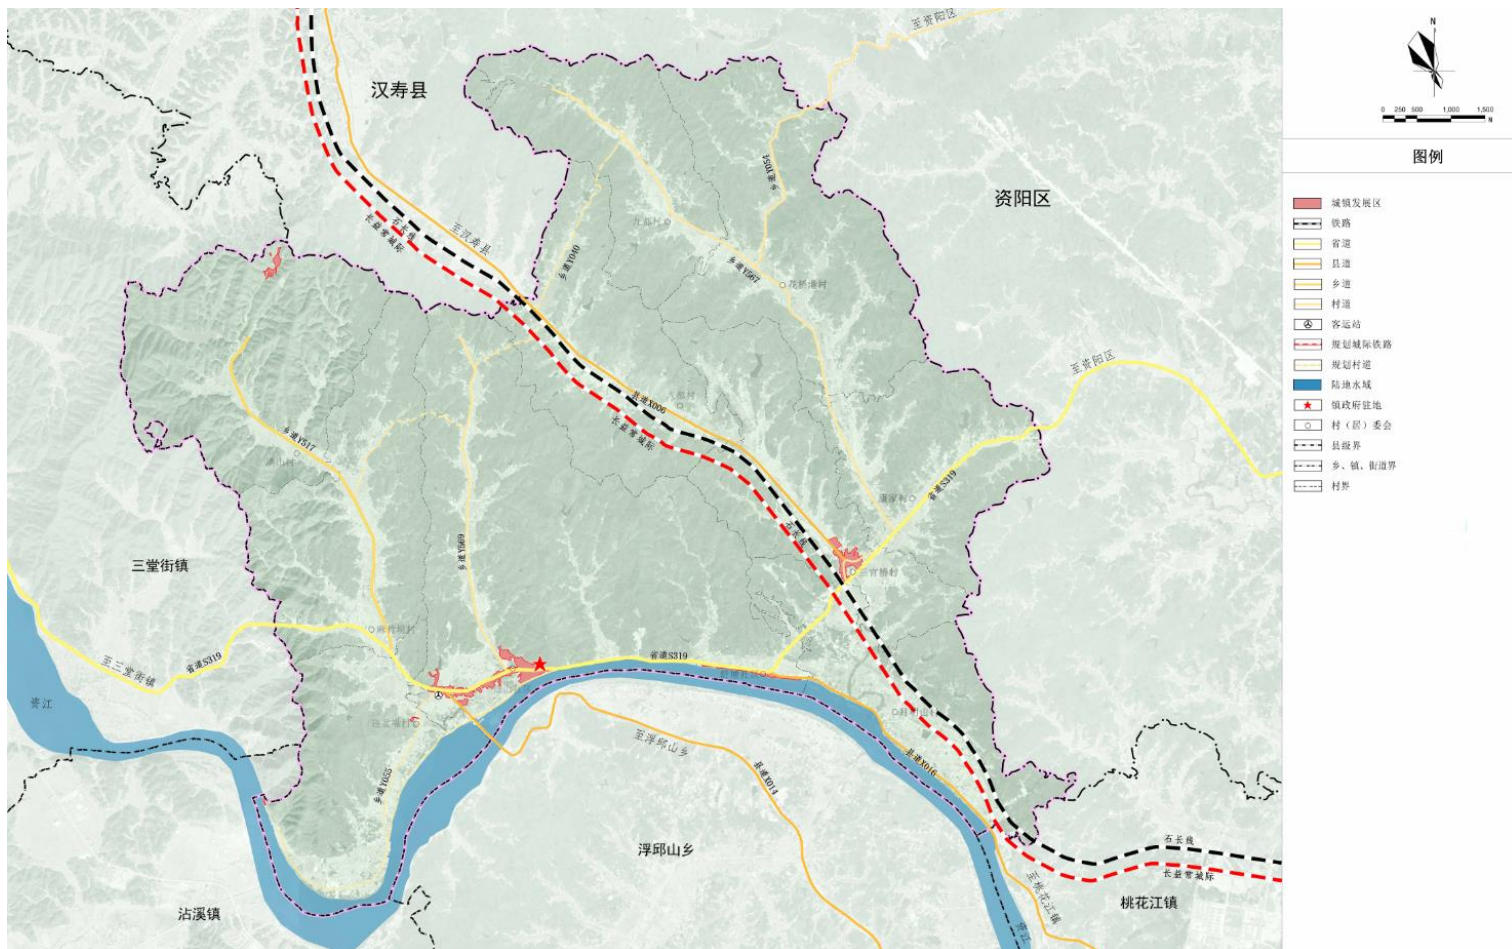 至资阳区
N
汉寿县
0 250 500 1,000 1,500
M
图例
乡道Y054
资阳区
城镇发展区
九都村
铁路
石长线
长益常城际
至汉寿县
省道
乡道Y040
县道
乡道Y567
花桥港村
乡道
村道
客运站
规划城际铁路
至资阳区
规划村道
陆地水域
县道X006
镇政府驻地
长益常城际
村（居）委会
乡道Y517
县级界
乡、镇、街道界
省道S319
村界
石长线
乡道Y569
三堂街镇
三官桥村
省道S319
至三堂街镇
省道S319
资江
至浮邱山乡
县道X014
县道X016
乡道Y055
石长线
浮邱山乡
长益常城际
至桃花江镇
桃花江镇
沾溪镇
资江